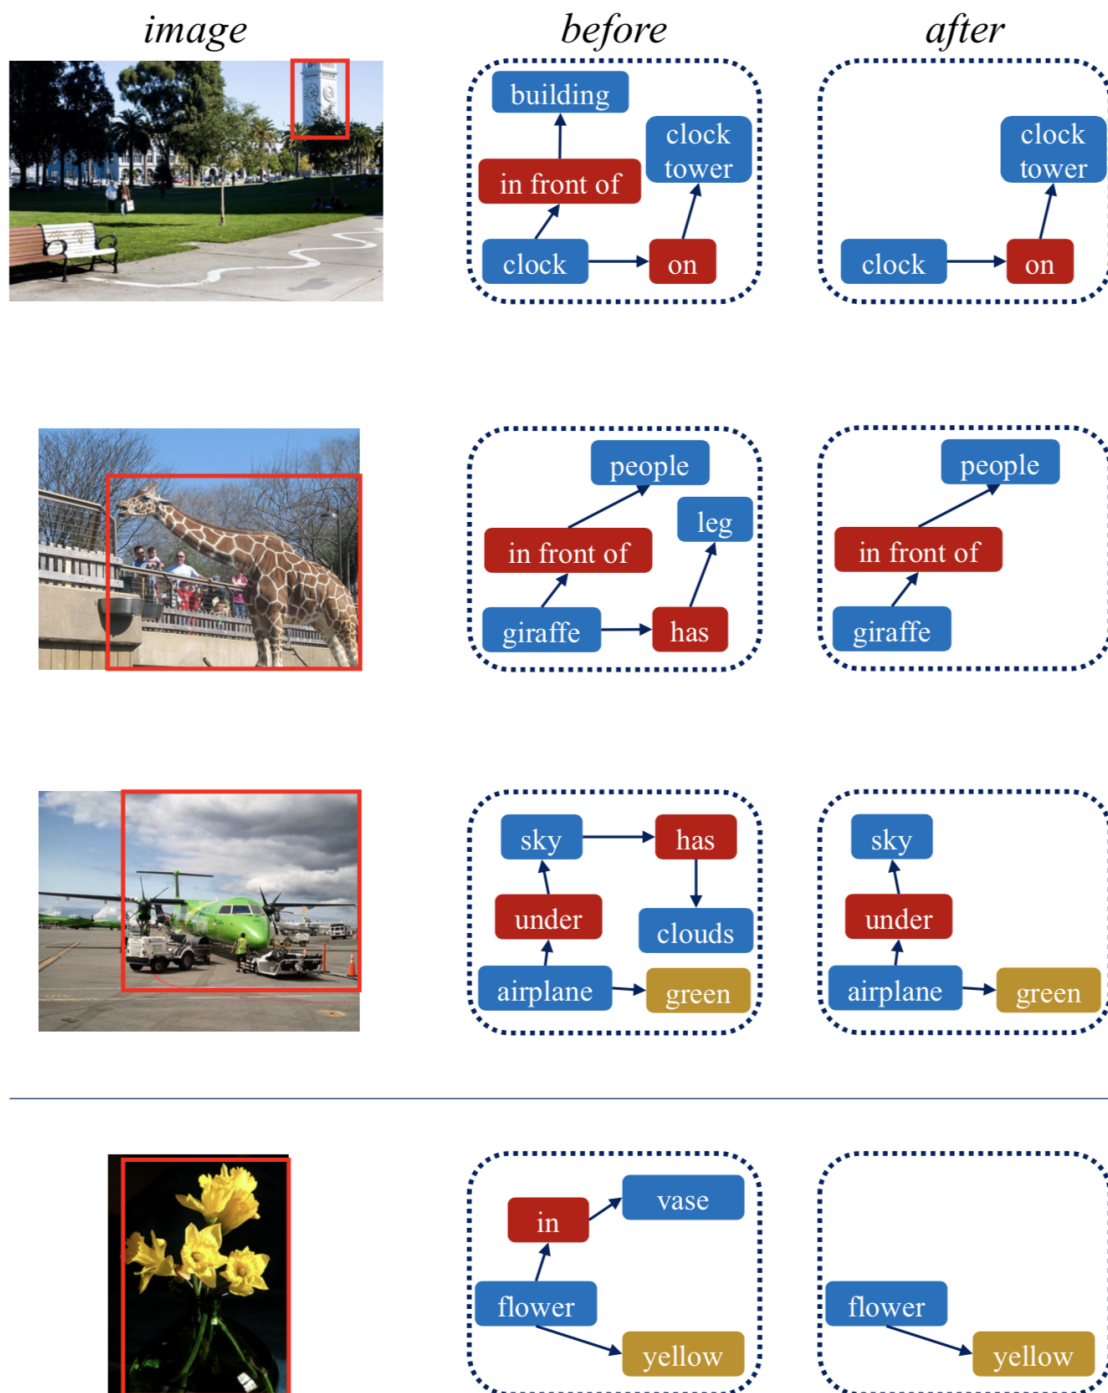 image before after
building
clock
tower
in front of
clock on
clock
tower
clock on
people
leg
in front of
giraffe has
people
in front of
giraffe
sky has
under
clouds
airplane green
sky
under
airplane green
vase
in
flower
yellow
flower
yellow